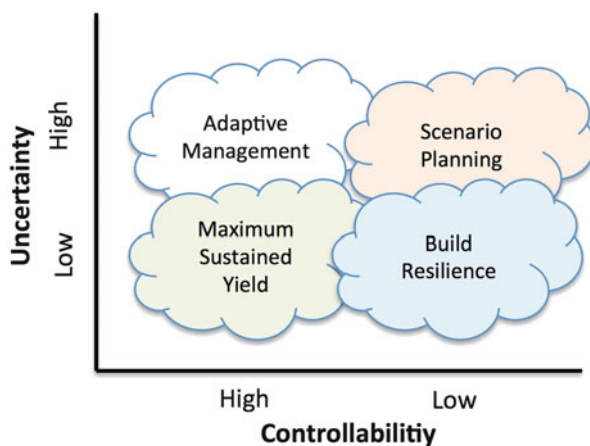 Uncertainty
High
Low
Adaptive
Management
Scenario
Planning
Maximum
Sustained
Yield
Build
Resilience
High
Low
Controllabilitiy